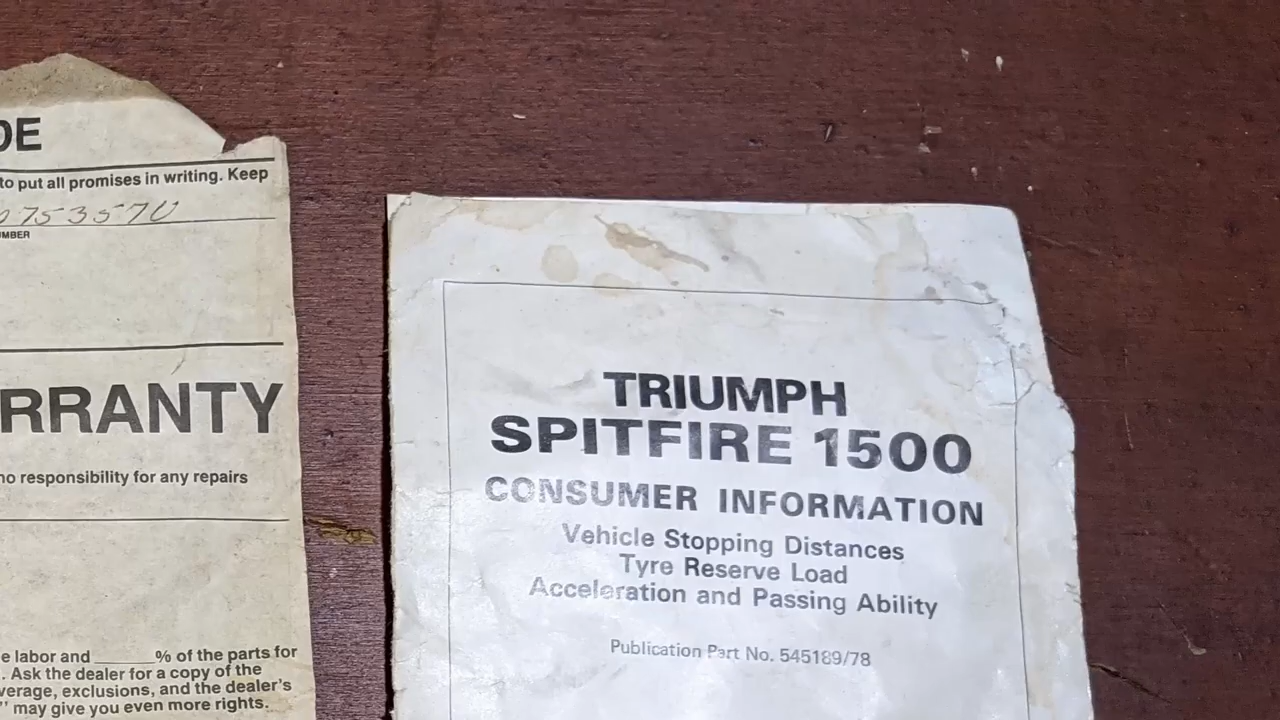 DE
to put all promises in writing. Keep
753570
MBER
RRANTY
no responsibility for any repairs
e labor and ______% of the parts for
. Ask the dealer for a copy of the
verage, exclusions, and the dealer's
" may give you even more rights.
TRIUMPH
SPITFIRE 1500
CONSUMER INFORMATION
Vehicle Stopping Distances
Tyre Reserve Load
Acceleration and Passing Ability
Publication Part No. 545189/78